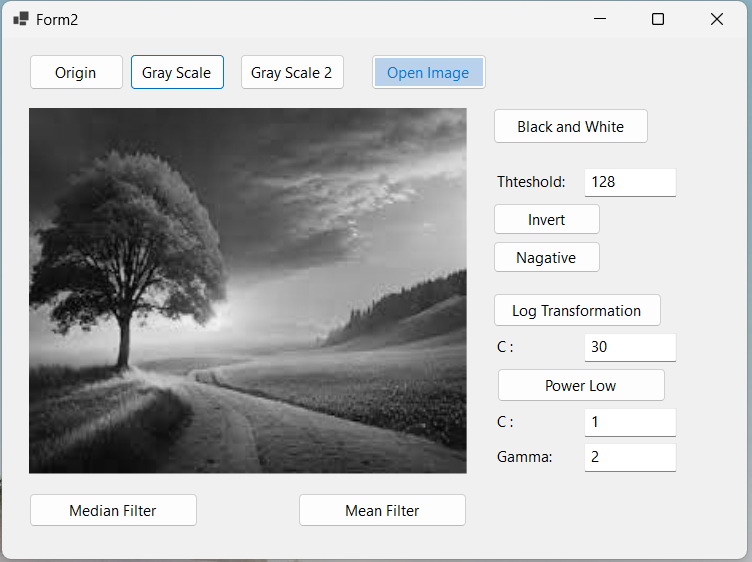 Form2
Origin Gray Scale Gray Scale 2 Open Image
Black and White
Thteshold: 128
Invert
Nagative
Log Transformation
C : 30
Power Low
C : 1
Gamma: 2
Median Filter Mean Filter